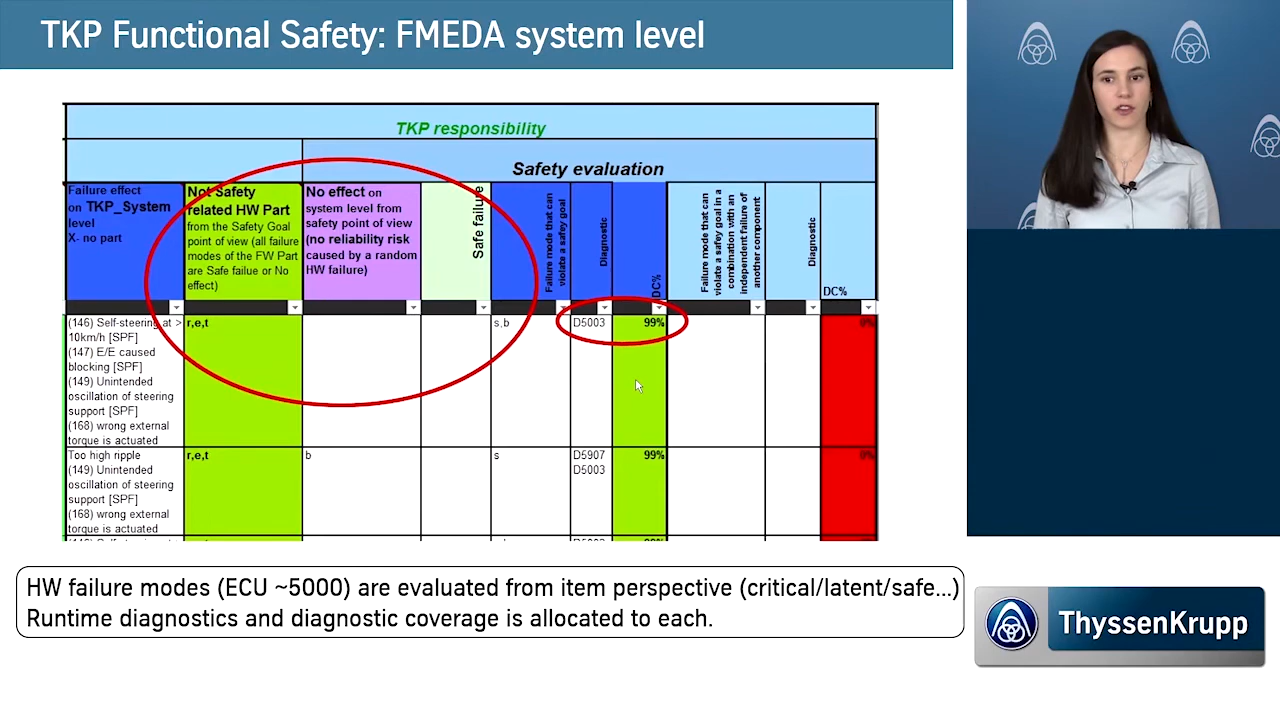 TKP Functional Safety: FMEDA system level
TKP responsibility
Safety evaluation
Failure effect
on TKP_System
level
X- no part
Not Safety
related HW Part
from the Safety Goal
point of view (all failure
modes of the FW Part
are Safe failue or No
effect)
No effect on
system level from
safety point of view
(no reliability risk
caused by a random
HW failure)
Safe failure
Failure mode that can
violate a safey goal
Diagnostic
DC%
Failure mode that can
violate a safey goal in a
combination with an
independent failure of
another component
Diagnostic
DC%
(146) Self-steering at >
10km/h [SPF]
(147) E/E caused
blocking [SPF]
(149) Unintended
oscillation of steering
support [SPF]
(168) wrong external
torque is actuated
r,e,t
s,b
D5003
99%
0%
Too high ripple
(149) Unintended
oscillation of steering
support [SPF]
(168) wrong external
torque is actuated
r,e,t
b
s
D5907
D5003
99%
0%
HW failure modes (ECU ~5000) are evaluated from item perspective (critical/latent/safe...)
Runtime diagnostics and diagnostic coverage is allocated to each.
ThyssenKrupp